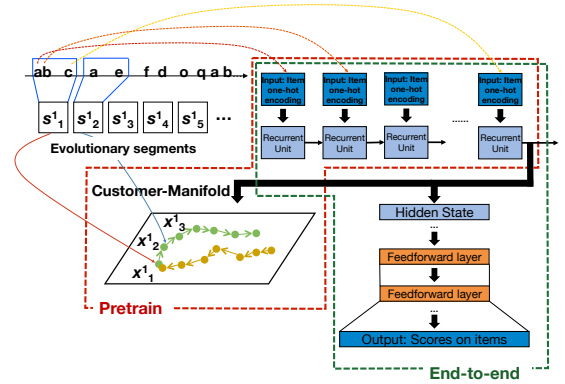 ab c a e f d o q a b...
Input: Item one-hot encoding
Input: Item one-hot encoding
Input: Item one-hot encoding
Input: Item one-hot encoding
s¹₁ s¹₂ s¹₃ s¹₄ s¹₅ ...
Recurrent Unit
Recurrent Unit
Recurrent Unit
......
Recurrent Unit
Evolutionary segments
Customer-Manifold
x¹₃
x¹₂
x¹₁
Pretrain
Hidden State
...
Feedforward layer
Feedforward layer
...
Output: Scores on items
End-to-end